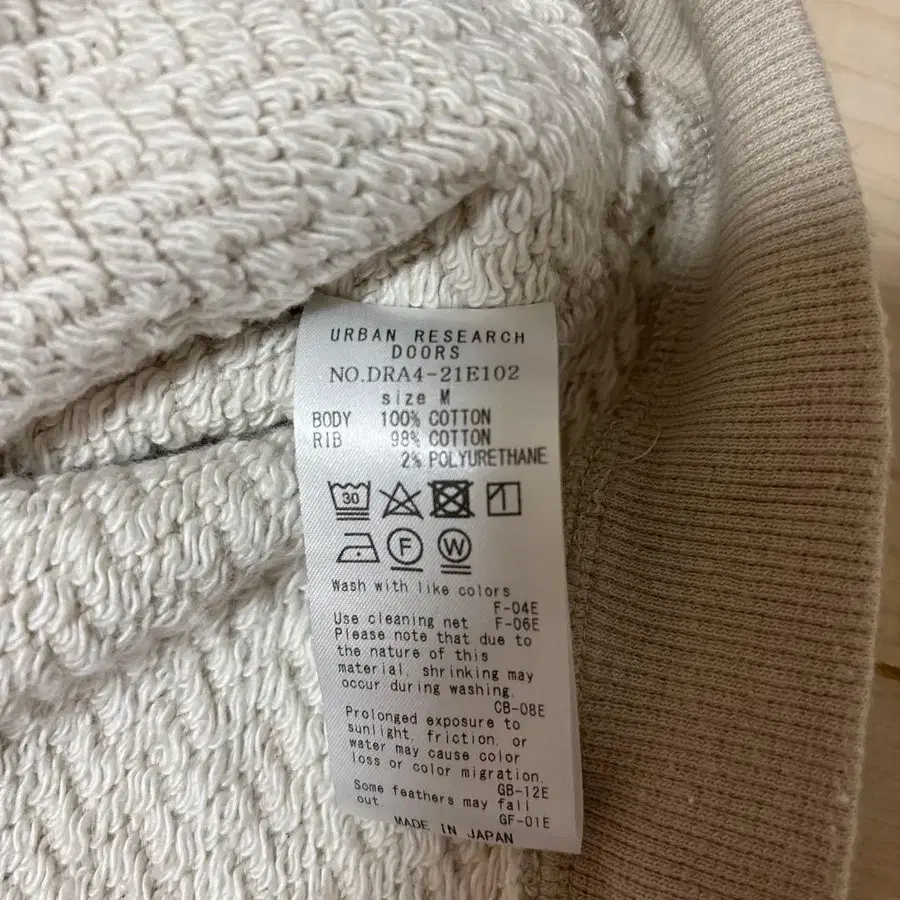 URBAN RESEARCH
DOORS
NO.DRA4-21E102
size M
BODY 100% COTTON
RIB 98% COTTON
2% POLYURETHANE
30
F W
Wash with like colors
F-04E
Use cleaning net F-06E
Please note that due to
the nature of this
material, shrinking may
occur during washing.
CB-08E
Prolonged exposure to
sunlight, friction, or
water may cause color
loss or color migration.
GB-12E
Some feathers may fall
out.
GF-01E
MADE IN JAPAN